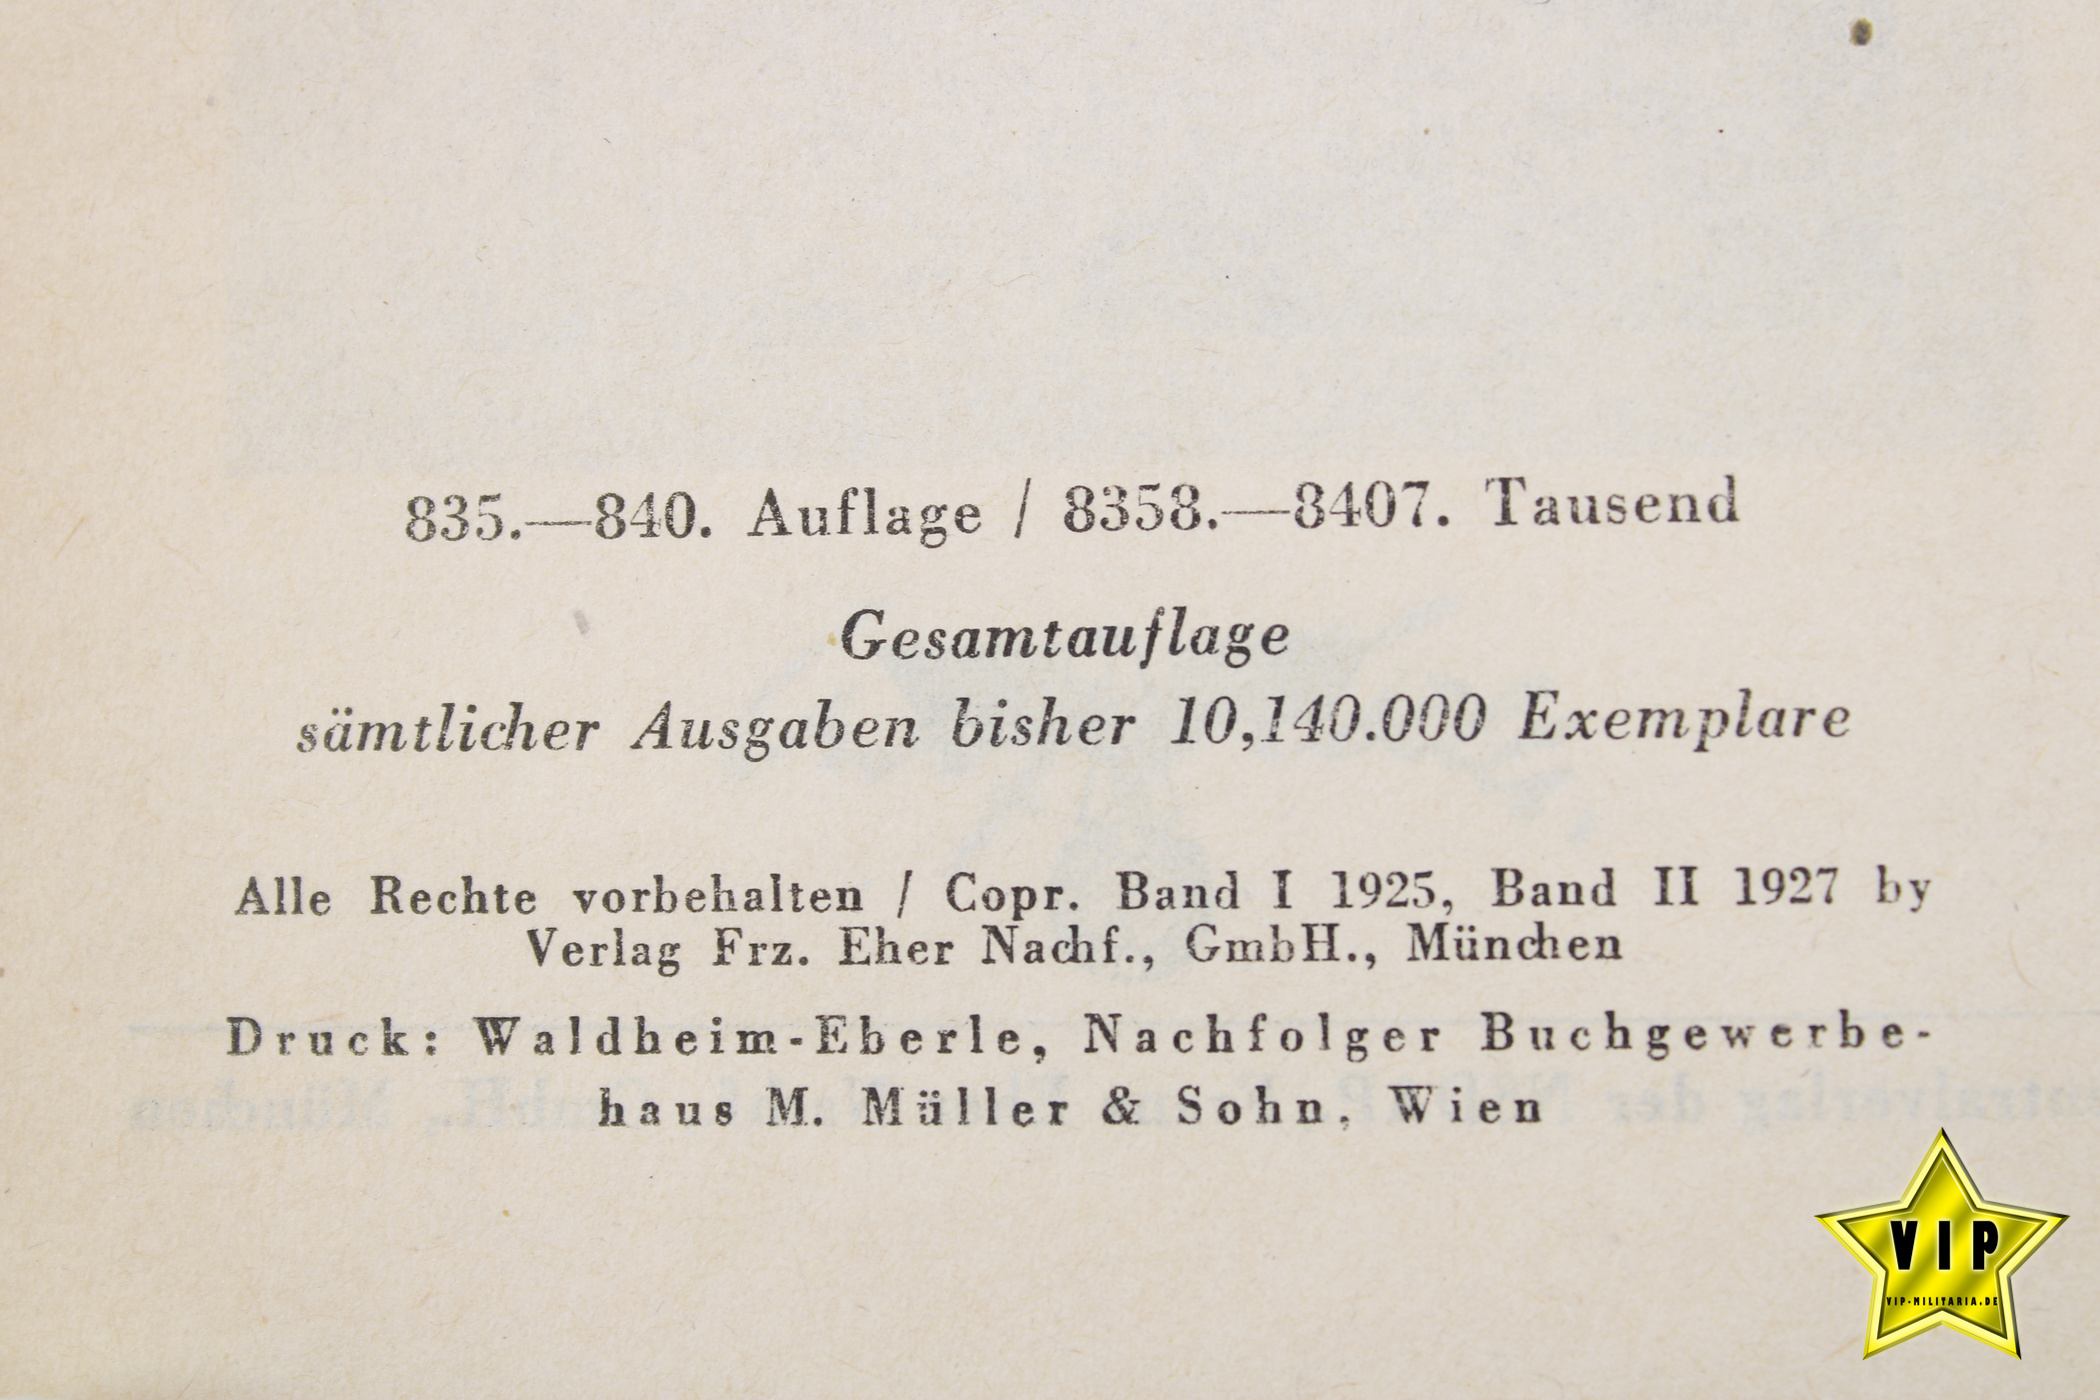 835.—840. Auflage / 8358.—8407. Tausend
Gesamtauflage
sämtlicher Ausgaben bisher 10,140.000 Exemplare
Alle Rechte vorbehalten / Copr. Band I 1925, Band II 1927 by
Verlag Frz. Eher Nachf., GmbH., München
Druck: Waldheim-Eberle, Nachfolger Buchgewerbe-
haus M. Müller & Sohn, Wien
VIP
VIP-MILITARIA.DE